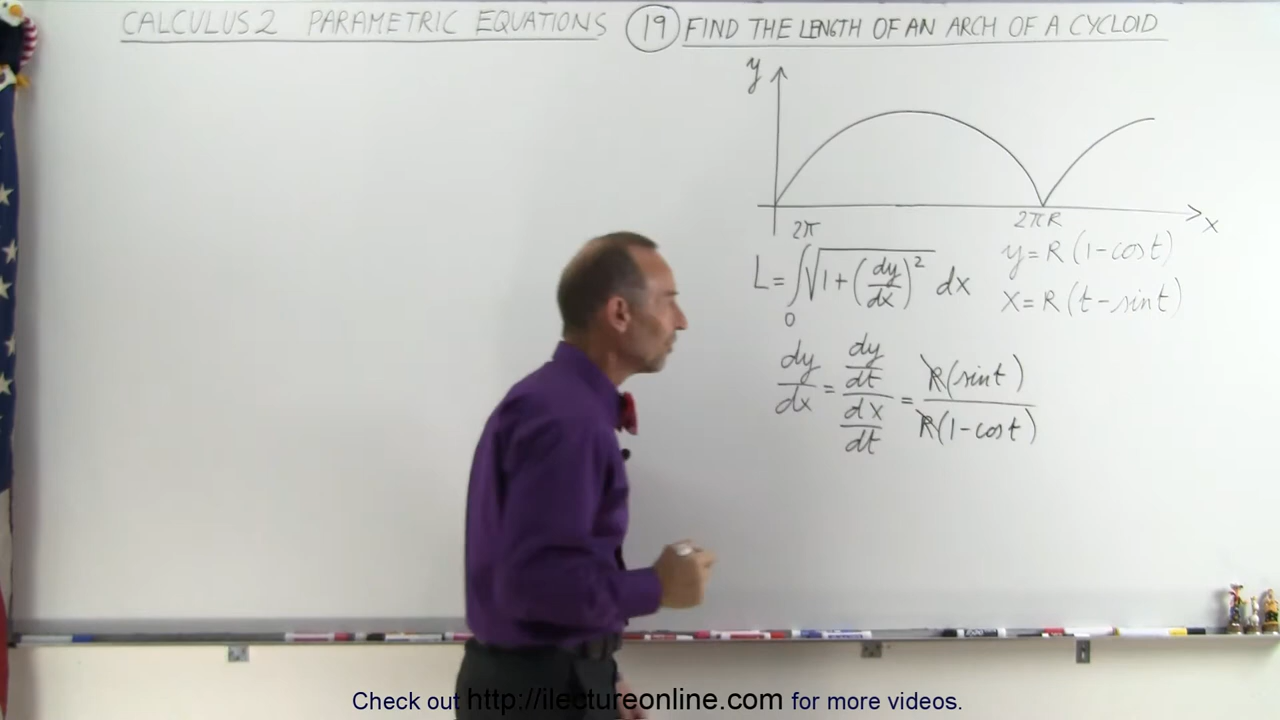 CALCULUS 2 PARAMETRIC EQUATIONS 19 FIND THE LENGTH OF AN ARCH OF A CYCLOID
y
2πR
x
L = ∫₀^2π √(1 + (dy/dx)²) dx
y = R (1 - cos t)
x = R (t - sin t)
dy/dx = (dy/dt)/(dx/dt) = R(sin t)/R(1 - cos t)
Check out http://ilectureonline.com for more videos.